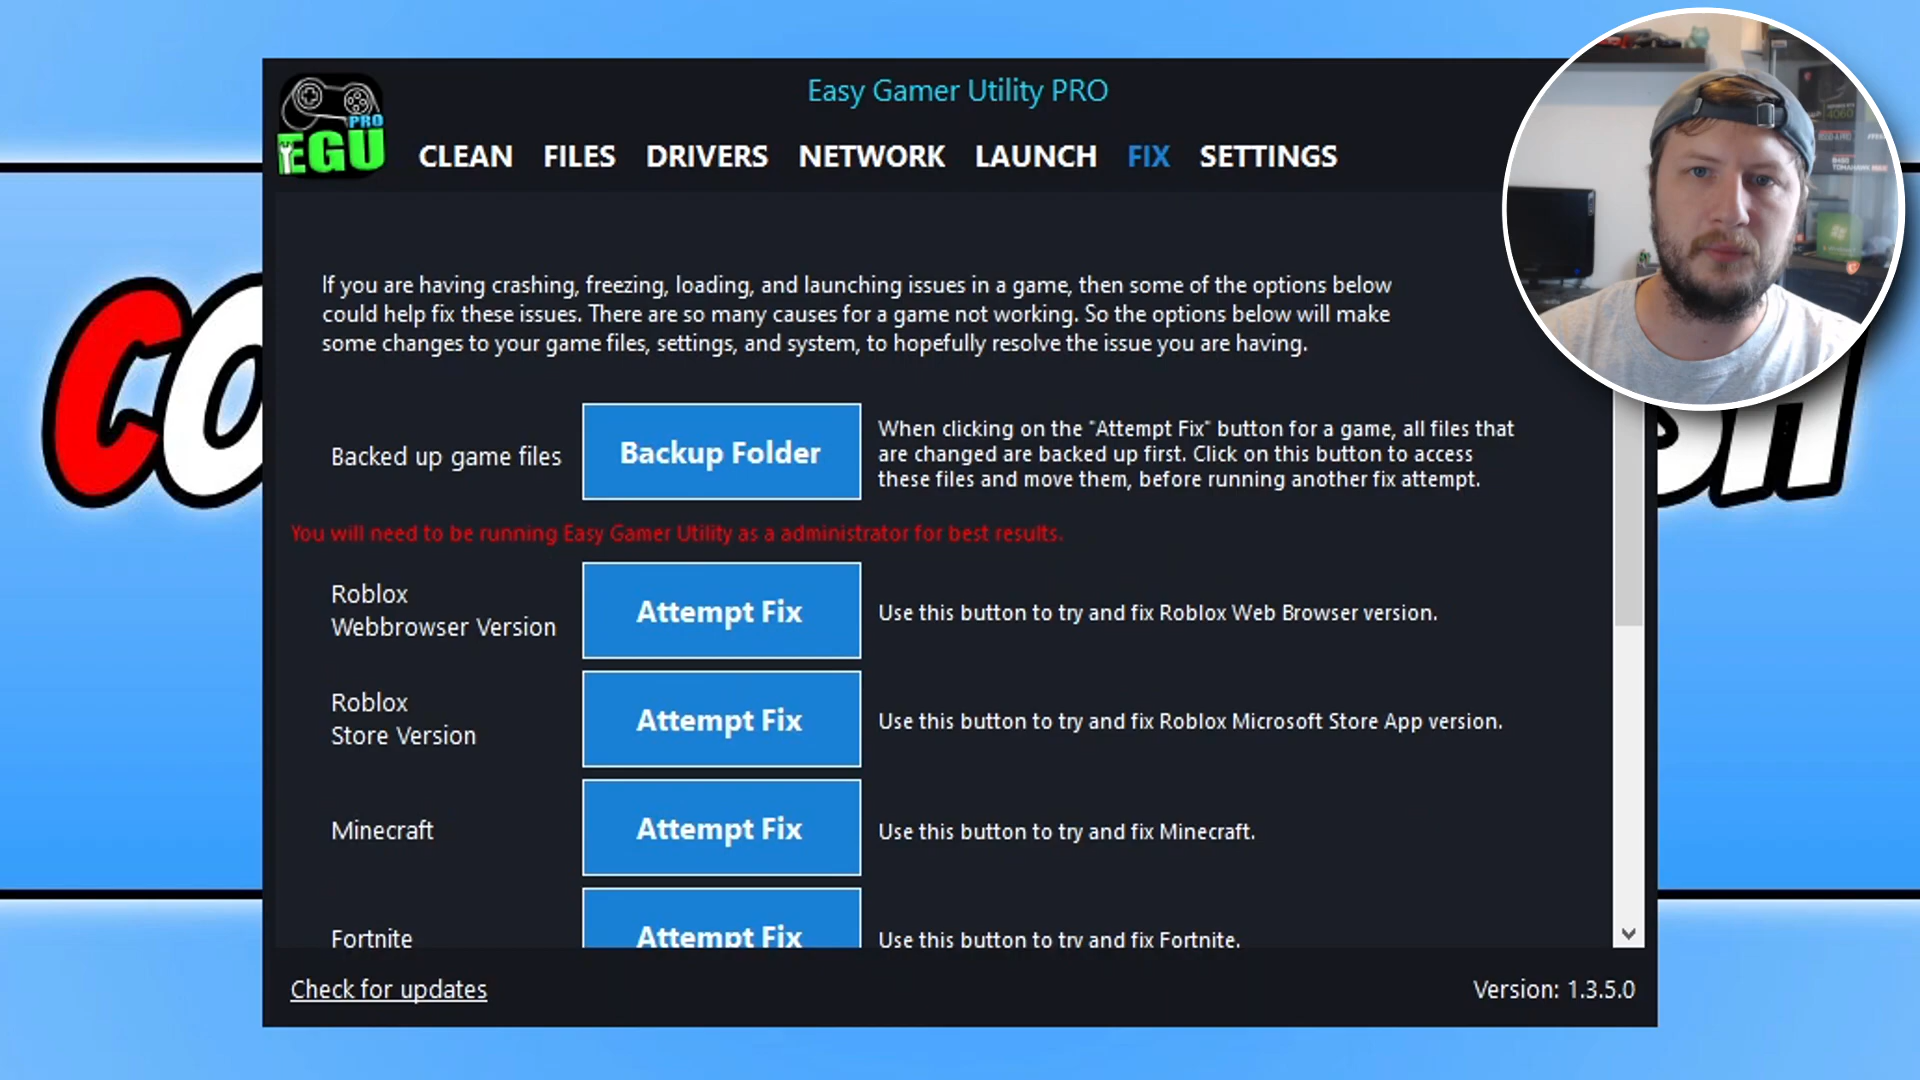 Easy Gamer Utility PRO
PRO
EGU
CLEAN FILES DRIVERS NETWORK LAUNCH FIX SETTINGS
If you are having crashing, freezing, loading, and launching issues in a game, then some of the options below
could help fix these issues. There are so many causes for a game not working. So the options below will make
some changes to your game files, settings, and system, to hopefully resolve the issue you are having.
Backed up game files
Backup Folder
When clicking on the "Attempt Fix" button for a game, all files that
are changed are backed up first. Click on this button to access
these files and move them, before running another fix attempt.
You will need to be running Easy Gamer Utility as a administrator for best results.
Roblox
Webbrowser Version
Attempt Fix
Use this button to try and fix Roblox Web Browser version.
Roblox
Store Version
Attempt Fix
Use this button to try and fix Roblox Microsoft Store App version.
Minecraft
Attempt Fix
Use this button to try and fix Minecraft.
Fortnite
Attempt Fix
Use this button to try and fix Fortnite.
Check for updates
Version: 1.3.5.0